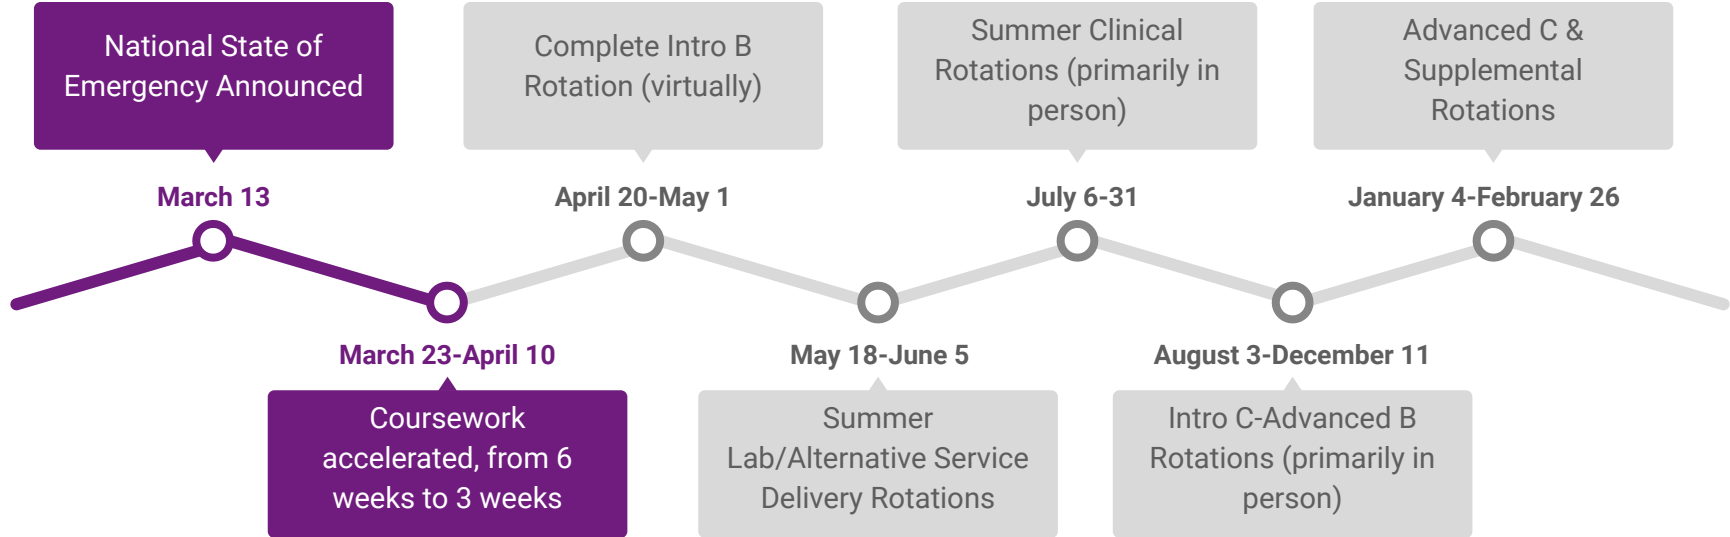 National State of
Emergency Announced
March 13
March 23-April 10
Coursework
accelerated, from 6
weeks to 3 weeks
Complete Intro B
Rotation (virtually)
April 20-May 1
May 18-June 5
Summer
Lab/Alternative Service
Delivery Rotations
Summer Clinical
Rotations (primarily in
person)
July 6-31
August 3-December 11
Intro C-Advanced B
Rotations (primarily in
person)
Advanced C &
Supplemental
Rotations
January 4-February 26